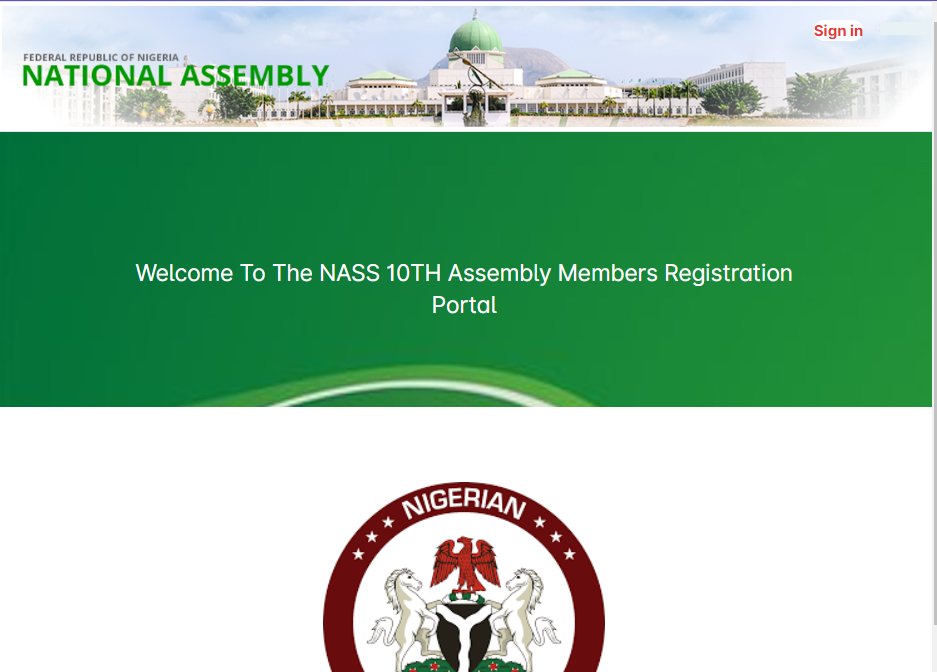 Sign in
FEDERAL REPUBLIC OF NIGERIA
NATIONAL ASSEMBLY
Welcome To The NASS 10TH Assembly Members Registration
Portal
NIGERIAN